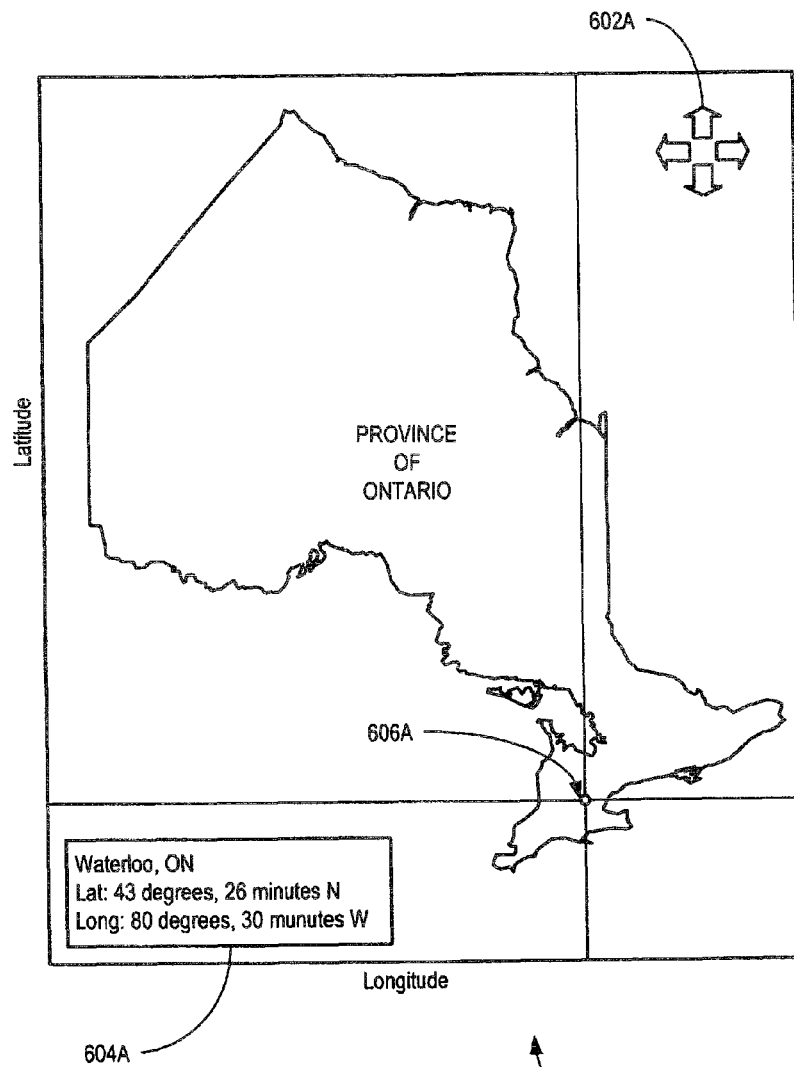 602A
Latitude
PROVINCE
OF
ONTARIO
606A
Waterloo, ON
Lat: 43 degrees, 26 minutes N
Long: 80 degrees, 30 munutes W
Longitude
604A